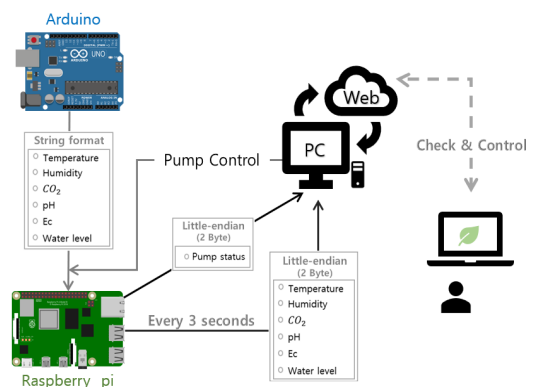 Arduino
ARDUINO
UNO
String format
Temperature
Humidity
CO₂
pH
Ec
Water level
Pump Control
PC
Web
Check & Control
Little-endian
(2 Byte)
Pump status
Little-endian
(2 Byte)
Temperature
Humidity
CO₂
pH
Ec
Water level
Every 3 seconds
Raspberry pi